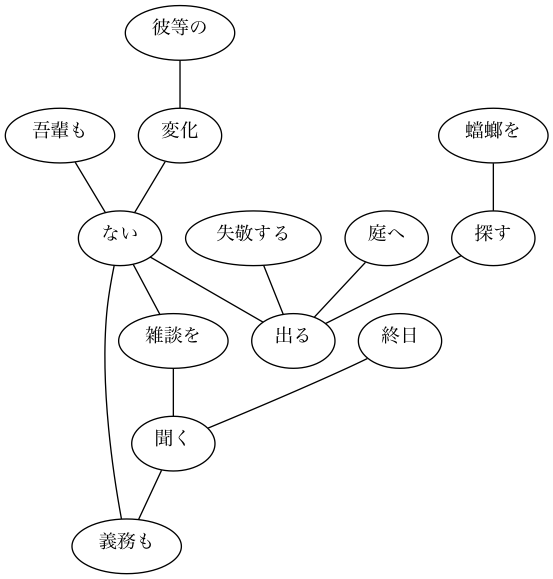 彼等の
吾輩も
変化
蟷螂を
ない
失敬する
庭へ
探す
雑談を
出る
終日
聞く
義務も